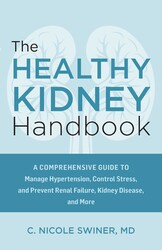 The
HEALTHY
KIDNEY
Handbook
A COMPREHENSIVE GUIDE TO
Manage Hypertension, Control Stress,
and Prevent Renal Failure, Kidney Disease,
and More
C. NICOLE SWINER, MD